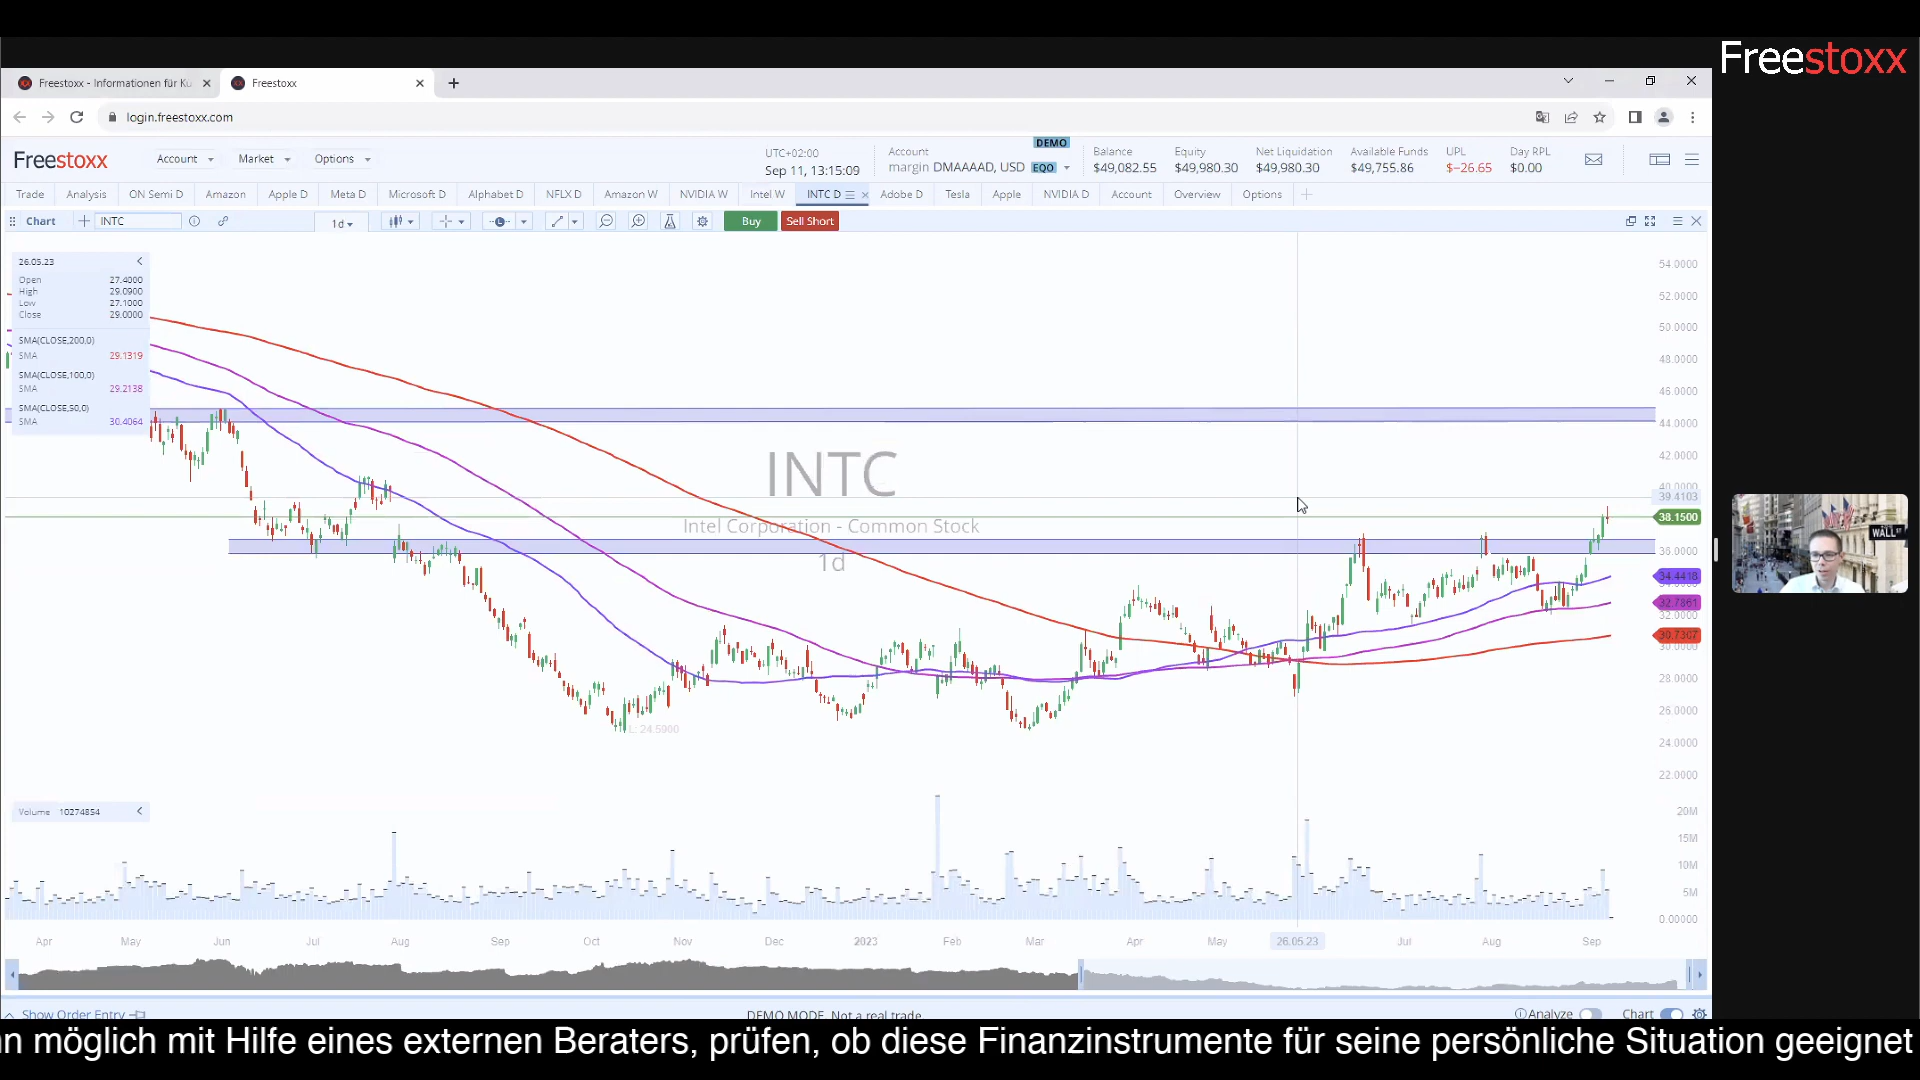 Freestoxx
Freestoxx - Informationen für Ku
Freestoxx
login.freestoxx.com
Freestoxx
Account
Market
Options
UTC+02:00
Sep 11, 13:15:09
Account
margin DMAAAAD, USD
DEMO
EQO
Balance
$49,082.55
Equity
$49,980.30
Net Liquidation
$49,980.30
Available Funds
$49,755.86
UPL
$−26.65
Day RPL
$0.00
Trade Analysis ON Semi D Amazon Apple D Meta D Microsoft D Alphabet D NFLX D Amazon W NVIDIA W Intel W INTC D Adobe D Tesla Apple NVIDIA D Account Overview Options
Chart INTC 1d Buy Sell Short
26.05.23
Open 27.4000
High 29.0900
Low 27.1000
Close 29.0000
SMA(CLOSE,200,0)
SMA 29.1319
SMA(CLOSE,100,0)
SMA 29.2138
SMA(CLOSE,50,0)
SMA 30.4064
INTC
Intel Corporation - Common Stock
1d
L: 24.5900
54.0000
52.0000
50.0000
48.0000
46.0000
44.0000
42.0000
39.4103
38.1500
36.0000
34.4418
32.7861
32.0000
30.7307
30.0000
28.0000
26.0000
24.0000
22.0000
WALL ST
Volume 10274854
20M
15M
10M
5M
0.00000
Apr May Jun Jul Aug Sep Oct Nov Dec 2023 Feb Mar Apr May 26.05.23 Jul Aug Sep
Show Order Entry
DEMO MODE. Not a real trade
Analyze Chart
nn möglich mit Hilfe eines externen Beraters, prüfen, ob diese Finanzinstrumente für seine persönliche Situation geeignet